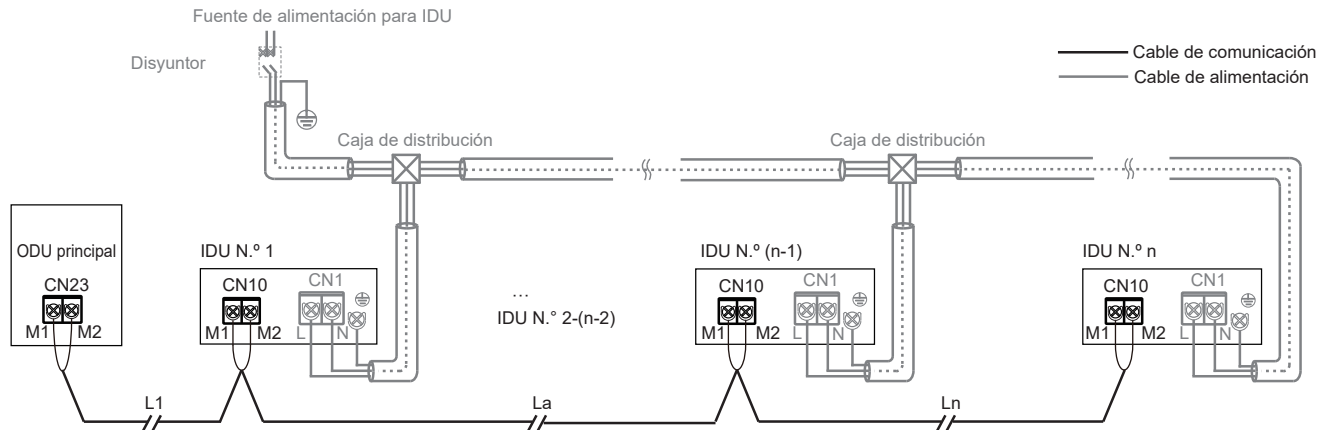 Fuente de alimentación para IDU
Disyuntor
Cable de comunicación
Cable de alimentación
Caja de distribución
Caja de distribución
ODU principal
CN23
M1 M2
IDU N.º 1
CN10
CN1
M1 M2
L N
...
IDU N.° 2-(n-2)
IDU N.º (n-1)
CN10
CN1
M1 M2
L N
IDU N.º n
CN10
CN1
M1 M2
L N
L1
La
Ln